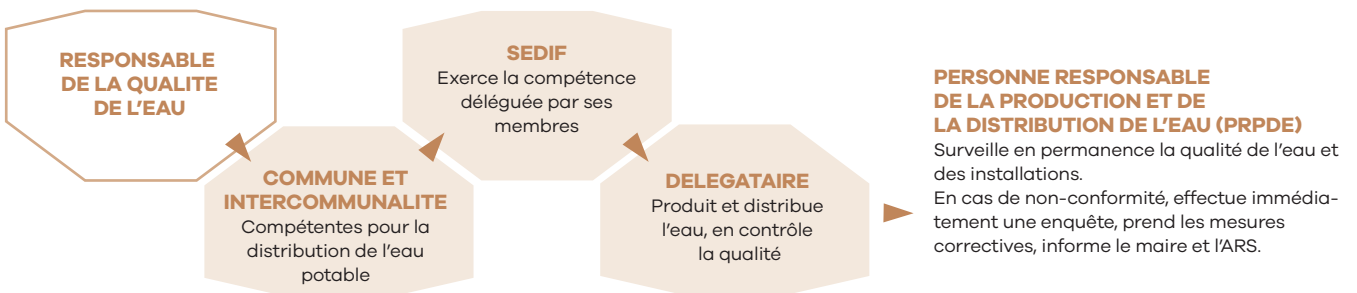 RESPONSABLE
DE LA QUALITE
DE L'EAU
COMMUNE ET
INTERCOMMUNALITE
Compétentes pour la
distribution de l'eau
potable
SEDIF
Exerce la compétence
déléguée par ses
membres
DELEGATAIRE
Produit et distribue
l'eau, en contrôle
la qualité
PERSONNE RESPONSABLE
DE LA PRODUCTION ET DE
LA DISTRIBUTION DE L'EAU (PRPDE)
Surveille en permanence la qualité de l'eau et
des installations.
En cas de non-conformité, effectue immédia-
tement une enquête, prend les mesures
correctives, informe le maire et l'ARS.